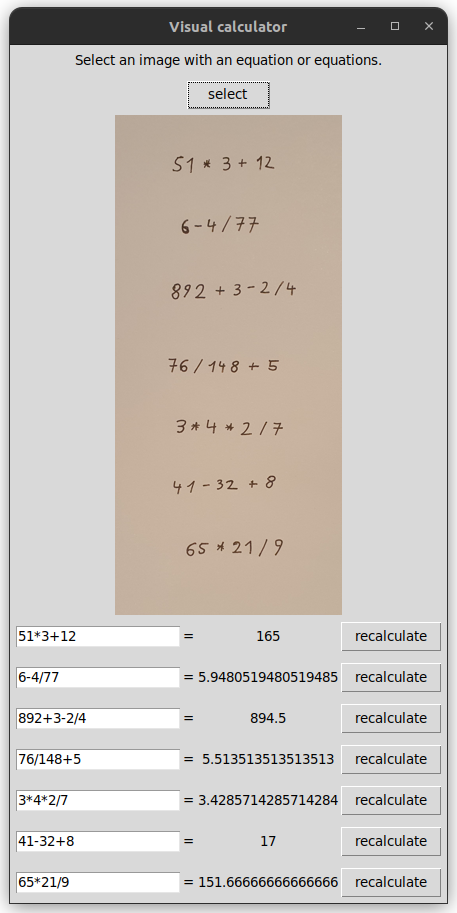 Visual calculator
Select an image with an equation or equations.
select
51 * 3 + 12
6 - 4 / 77
892 + 3 - 2 / 4
76 / 148 + 5
3 * 4 * 2 / 7
41 - 32 + 8
65 * 21 / 9
51*3+12 = 165 recalculate
6-4/77 = 5.9480519480519485 recalculate
892+3-2/4 = 894.5 recalculate
76/148+5 = 5.513513513513513 recalculate
3*4*2/7 = 3.4285714285714284 recalculate
41-32+8 = 17 recalculate
65*21/9 = 151.66666666666666 recalculate